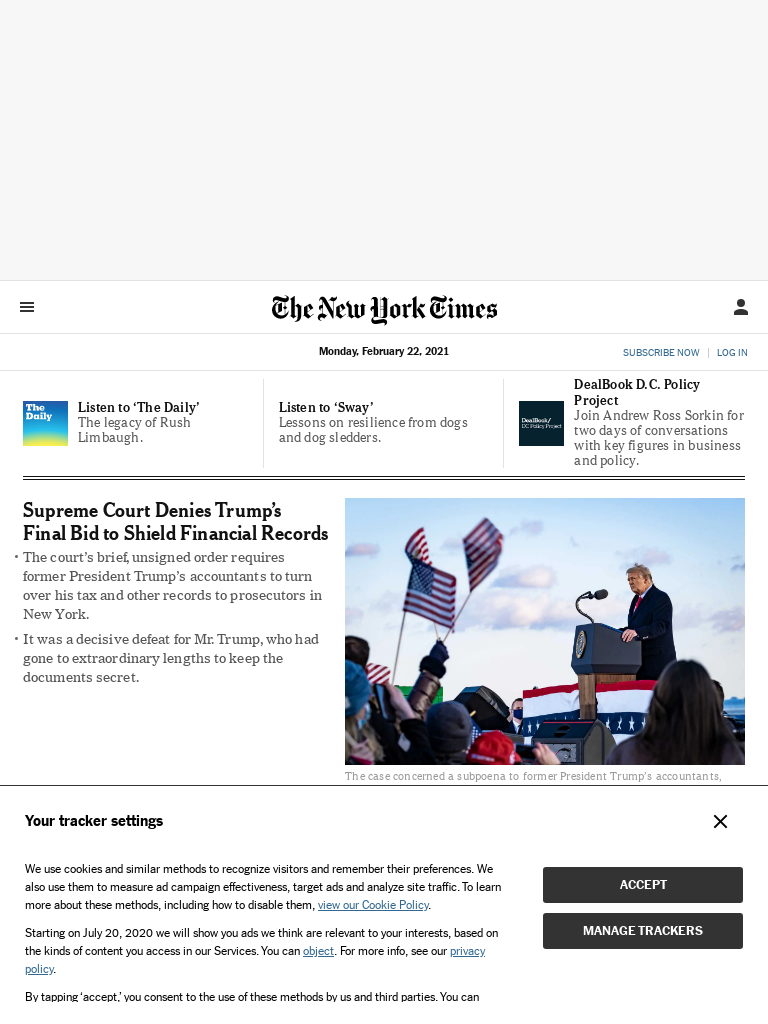 The New York Times
Monday, February 22, 2021
SUBSCRIBE NOW
LOG IN
The
Daily
Listen to ‘The Daily’
The legacy of Rush
Limbaugh.
Listen to ‘Sway’
Lessons on resilience from dogs
and dog sledders.
DealBook/
DC Policy Project
DealBook D.C. Policy
Project
Join Andrew Ross Sorkin for
two days of conversations
with key figures in business
and policy.
Supreme Court Denies Trump’s
Final Bid to Shield Financial Records
• The court’s brief, unsigned order requires
former President Trump’s accountants to turn
over his tax and other records to prosecutors in
New York.
• It was a decisive defeat for Mr. Trump, who had
gone to extraordinary lengths to keep the
documents secret.
The case concerned a subpoena to former President Trump’s accountants,
Your tracker settings
We use cookies and similar methods to recognize visitors and remember their preferences. We
also use them to measure ad campaign effectiveness, target ads and analyze site traffic. To learn
more about these methods, including how to disable them, view our Cookie Policy.
Starting on July 20, 2020 we will show you ads we think are relevant to your interests, based on
the kinds of content you access in our Services. You can object. For more info, see our privacy
policy.
By tapping ‘accept,’ you consent to the use of these methods by us and third parties. You can
ACCEPT
MANAGE TRACKERS